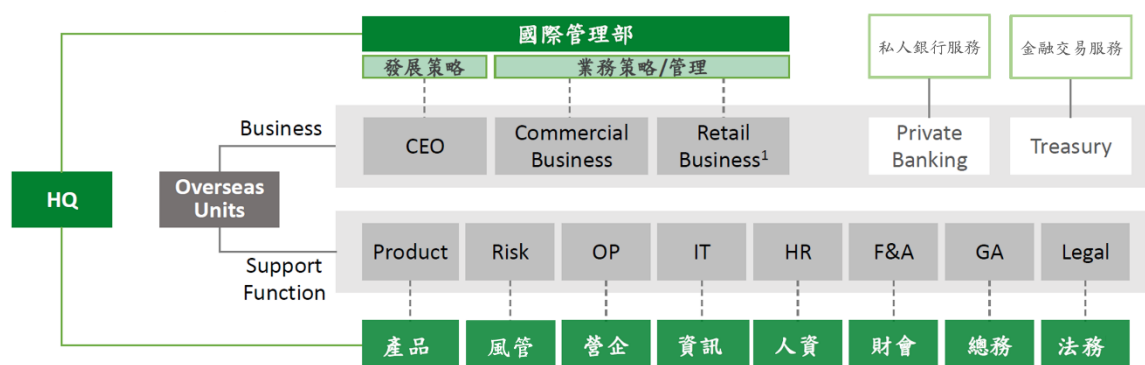 國際管理部
發展策略
業務策略/管理
私人銀行服務
金融交易服務
Business
CEO
Commercial
Business
Retail
Business¹
Private
Banking
Treasury
HQ
Overseas
Units
Support
Function
Product
Risk
OP
IT
HR
F&A
GA
Legal
產品
風管
營企
資訊
人資
財會
總務
法務